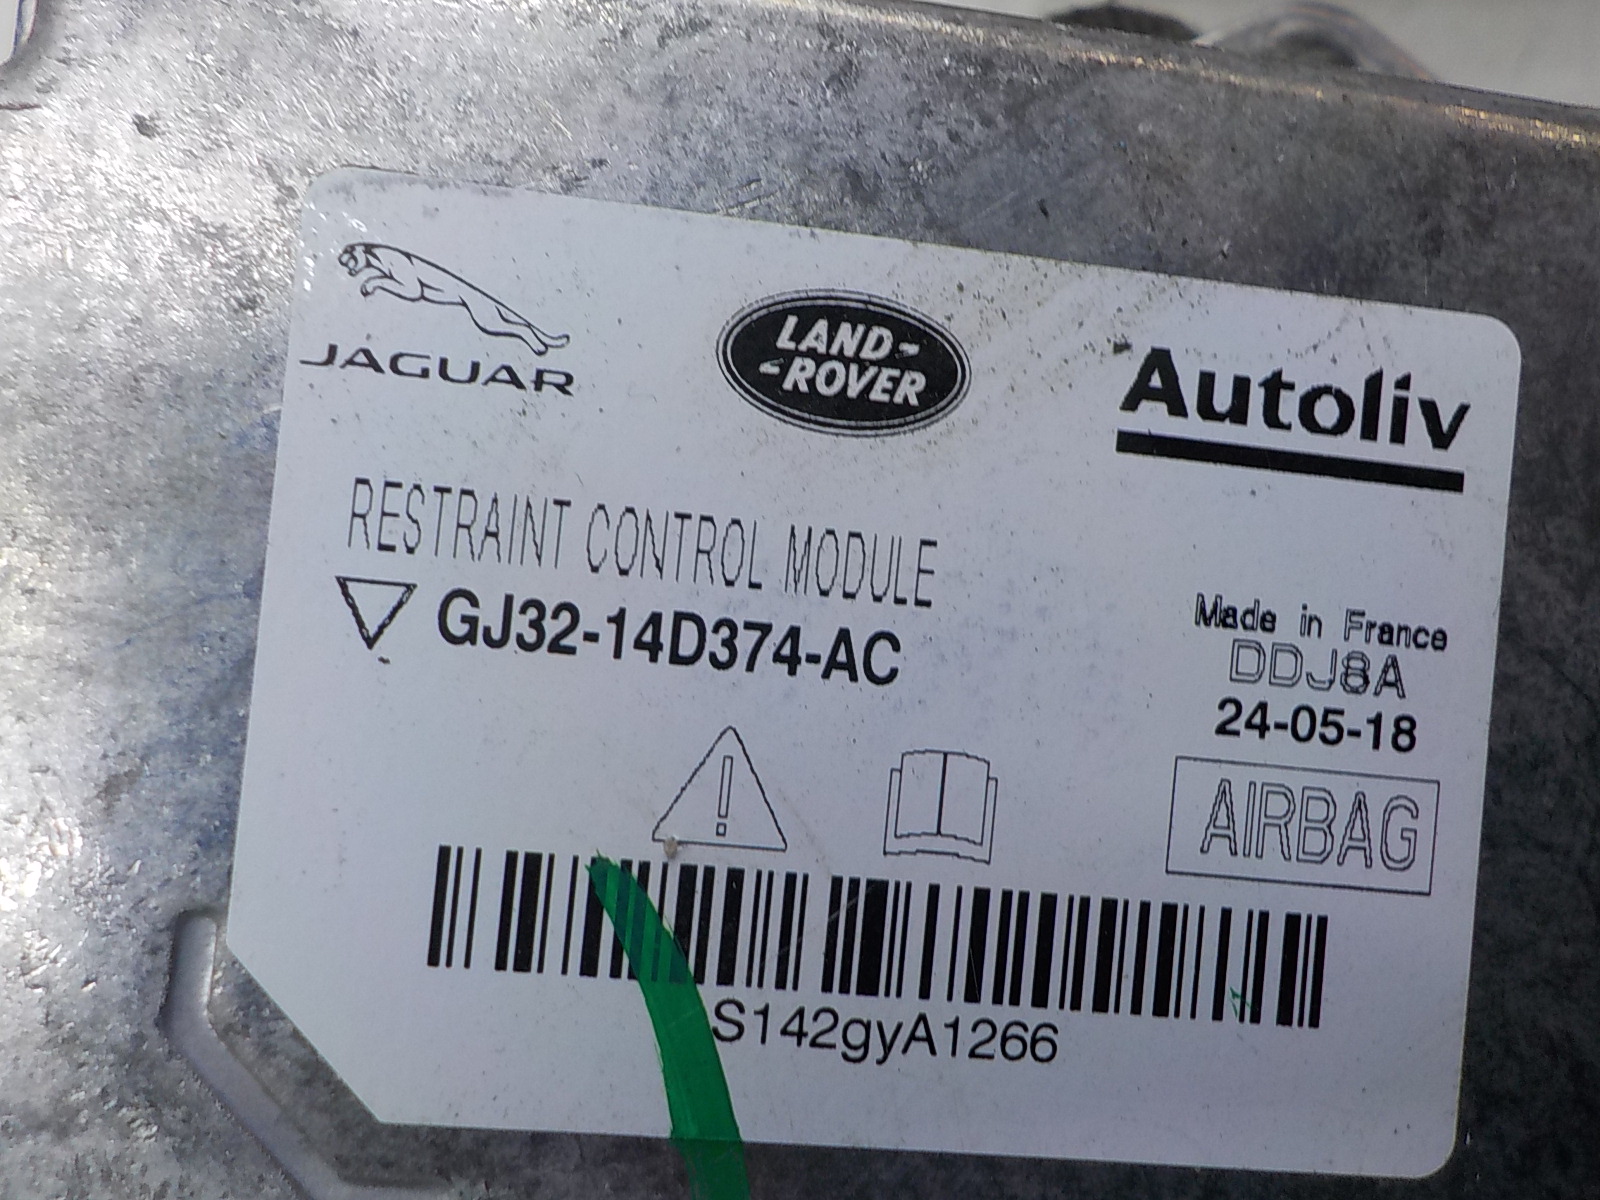 JAGUAR
LAND-
-ROVER
Autoliv
RESTRAINT CONTROL MODULE
GJ32-14D374-AC
Made in France
DDJ8A
24-05-18
AIRBAG
S142gyA1266